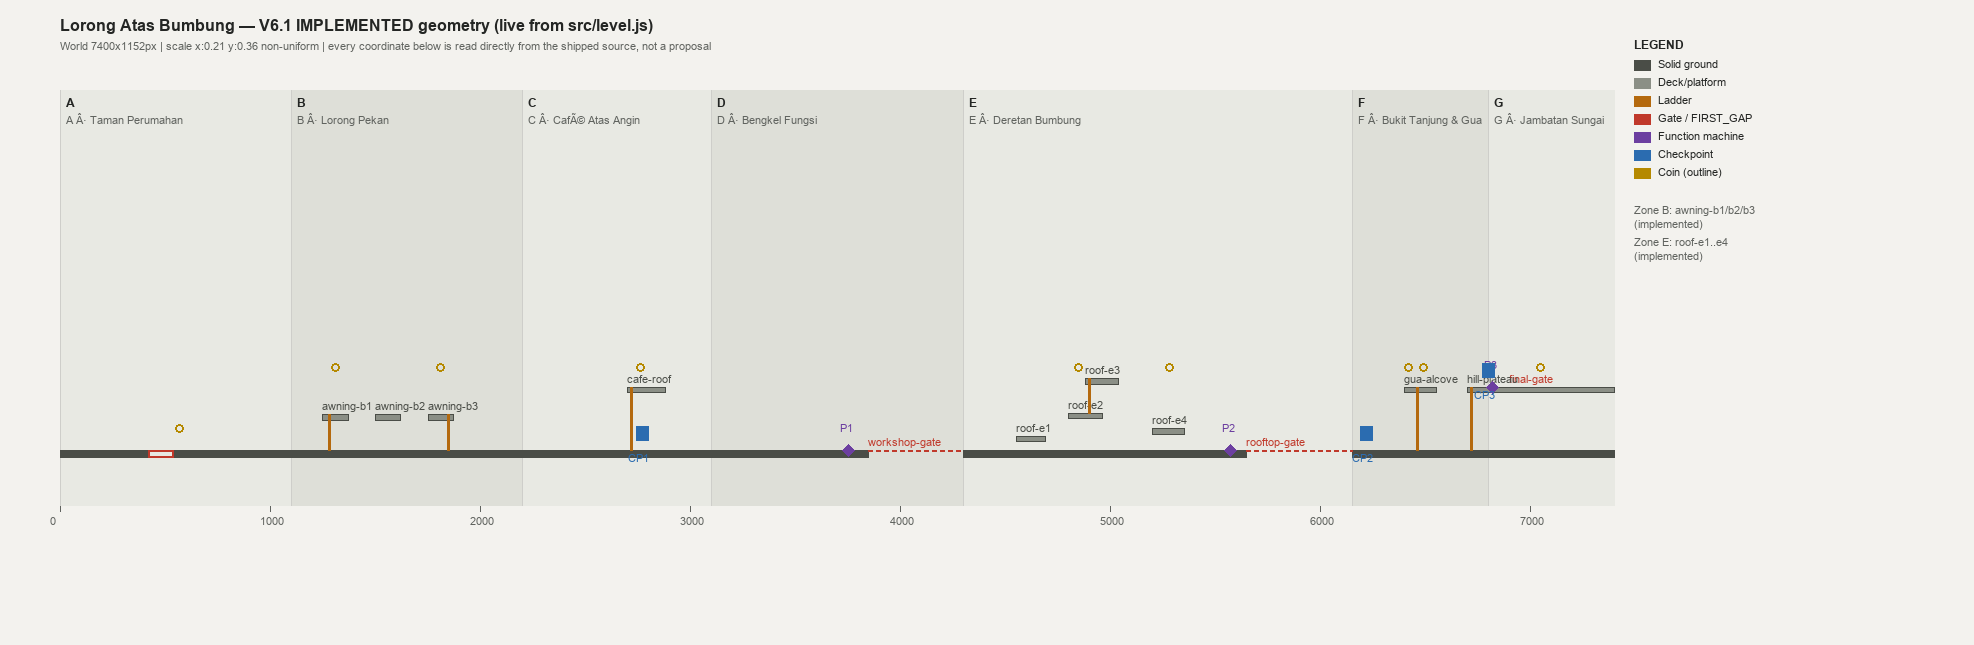 Lorong Atas Bumbung — V6.1 IMPLEMENTED geometry (live from src/level.js)
World 7400x1152px | scale x:0.21 y:0.36 non-uniform | every coordinate below is read directly from the shipped source, not a proposal
LEGEND
Solid ground
Deck/platform
Ladder
Gate / FIRST_GAP
Function machine
Checkpoint
Coin (outline)
Zone B: awning-b1/b2/b3
(implemented)
Zone E: roof-e1..e4
(implemented)
A
A Â· Taman Perumahan
B
B Â· Lorong Pekan
C
C Â· CafÃ© Atas Angin
D
D Â· Bengkel Fungsi
E
E Â· Deretan Bumbung
F
F Â· Bukit Tanjung & Gua
G
G Â· Jambatan Sungai
awning-b1
awning-b2
awning-b3
cafe-roof
CP1
P1
workshop-gate
roof-e1
roof-e2
roof-e3
roof-e4
P2
rooftop-gate
CP2
gua-alcove
hill-plateau
P3
final-gate
CP3
0
1000
2000
3000
4000
5000
6000
7000